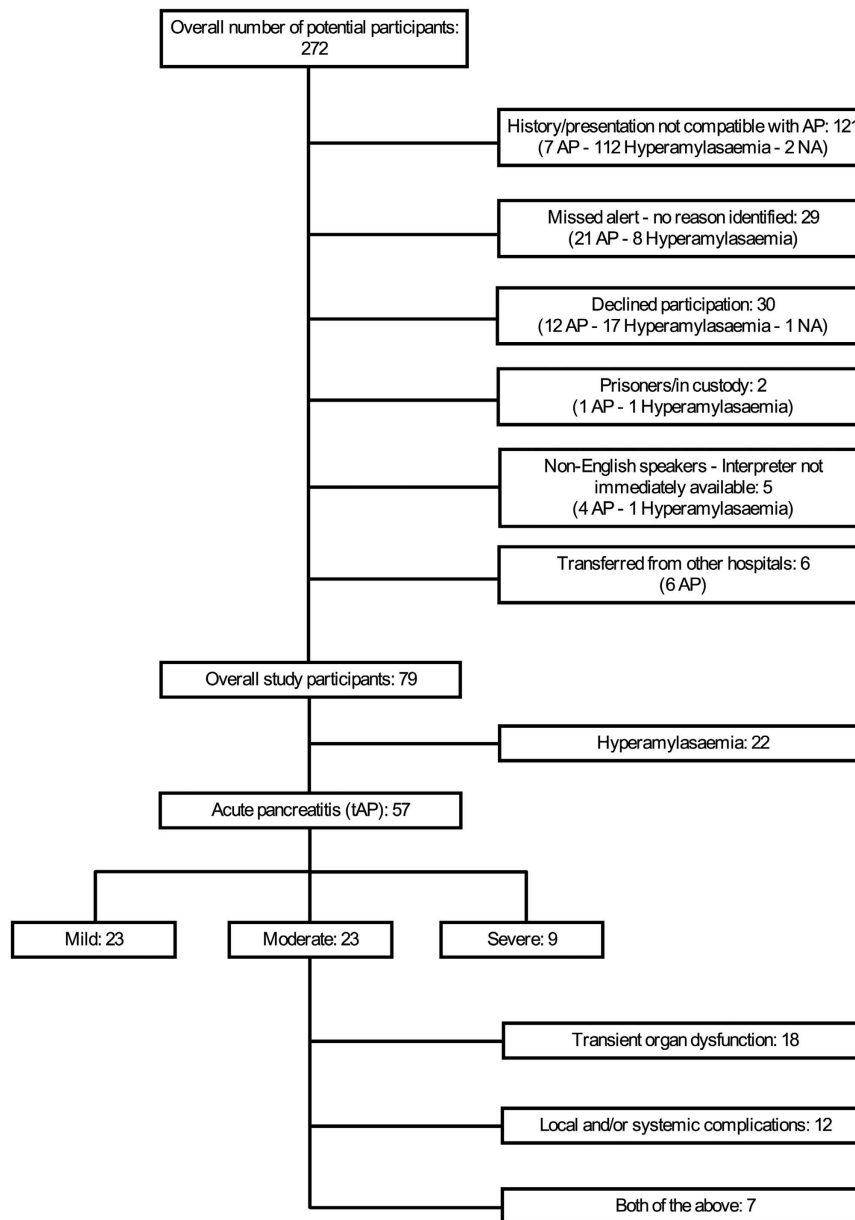 Overall number of potential participants:
272
History/presentation not compatible with AP: 121
(7 AP - 112 Hyperamylasaemia - 2 NA)
Missed alert - no reason identified: 29
(21 AP - 8 Hyperamylasaemia)
Declined participation: 30
(12 AP - 17 Hyperamylasaemia - 1 NA)
Prisoners/in custody: 2
(1 AP - 1 Hyperamylasaemia)
Non-English speakers - Interpreter not
immediately available: 5
(4 AP - 1 Hyperamylasaemia)
Transferred from other hospitals: 6
(6 AP)
Overall study participants: 79
Hyperamylasaemia: 22
Acute pancreatitis (tAP): 57
Mild: 23
Moderate: 23
Severe: 9
Transient organ dysfunction: 18
Local and/or systemic complications: 12
Both of the above: 7